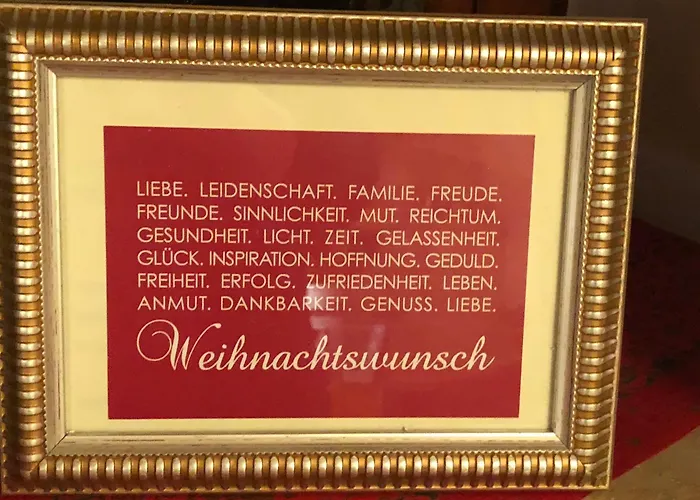 LIEBE. LEIDENSCHAFT. FAMILIE. FREUDE.
FREUNDE. SINNLICHKEIT. MUT. REICHTUM.
GESUNDHEIT. LICHT. ZEIT. GELASSENHEIT.
GLÜCK. INSPIRATION. HOFFNUNG. GEDULD.
FREIHEIT. ERFOLG. ZUFRIEDENHEIT. LEBEN.
ANMUT. DANKBARKEIT. GENUSS. LIEBE.
Weihnachtswunsch